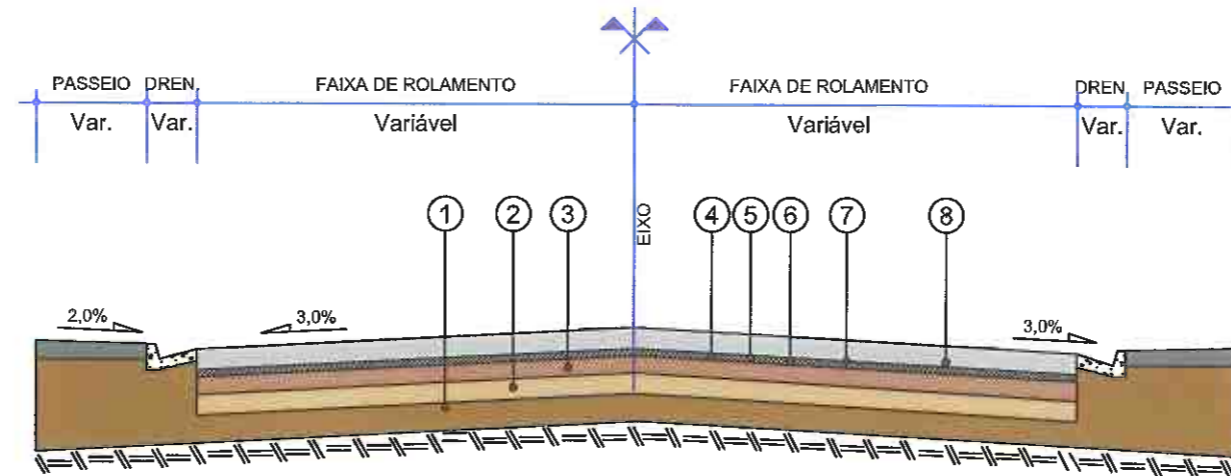 PASSEIO DREN. FAIXA DE ROLAMENTO FAIXA DE ROLAMENTO DREN PASSEIO
Var. Var. Variável Variável Var. Var.
1 2 3 4 5 6 7 8
EIXO
2,0% 3,0% 3,0%